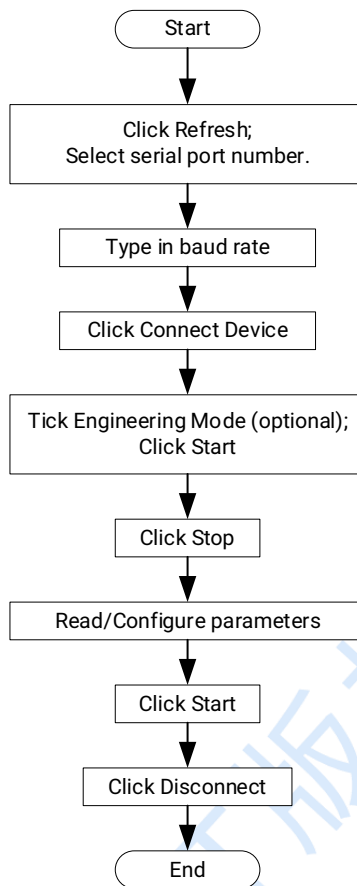 Start
Click Refresh;
Select serial port number.
Type in baud rate
Click Connect Device
Tick Engineering Mode (optional);
Click Start
Click Stop
Read/Configure parameters
Click Start
Click Disconnect
End
版